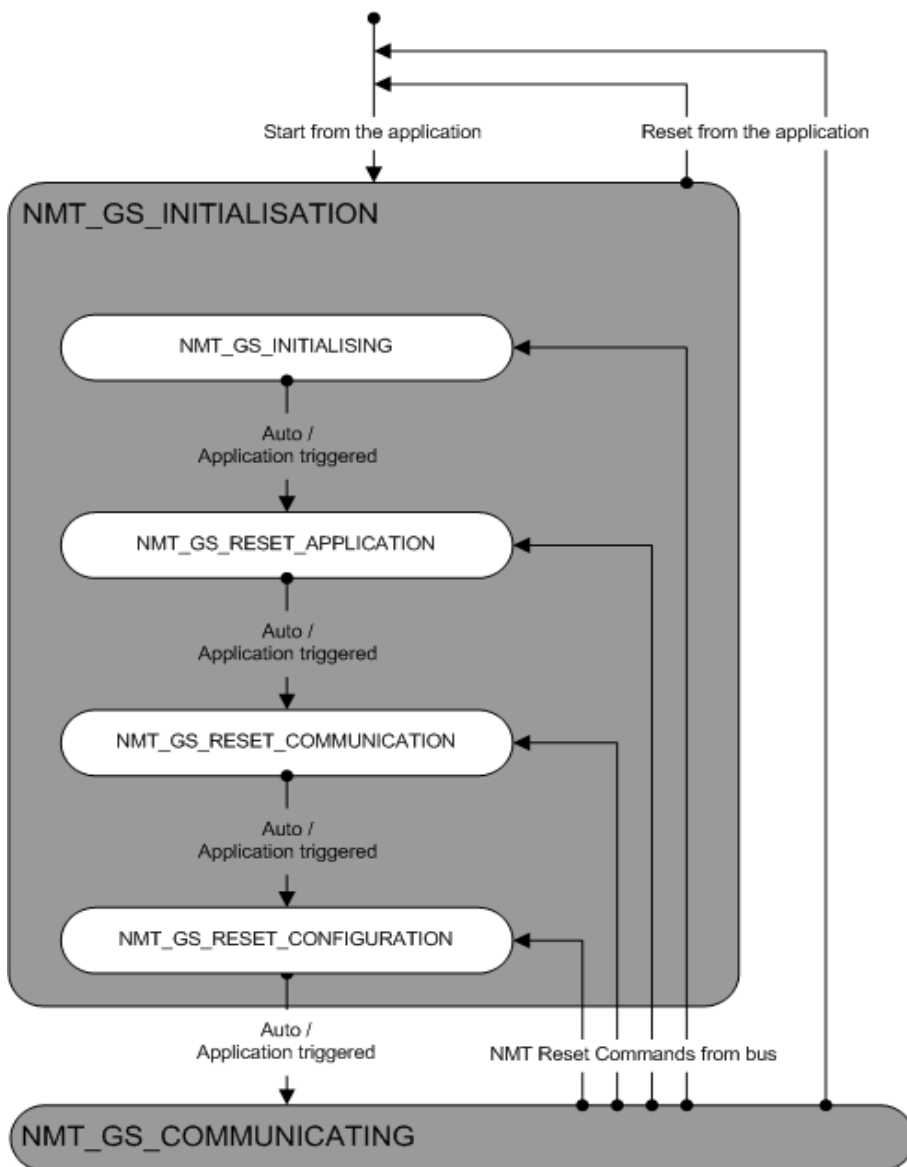 Start from the application
Reset from the application
NMT_GS_INITIALISATION
NMT_GS_INITIALISING
Auto /
Application triggered
NMT_GS_RESET_APPLICATION
Auto /
Application triggered
NMT_GS_RESET_COMMUNICATION
Auto /
Application triggered
NMT_GS_RESET_CONFIGURATION
Auto /
Application triggered
NMT Reset Commands from bus
NMT_GS_COMMUNICATING